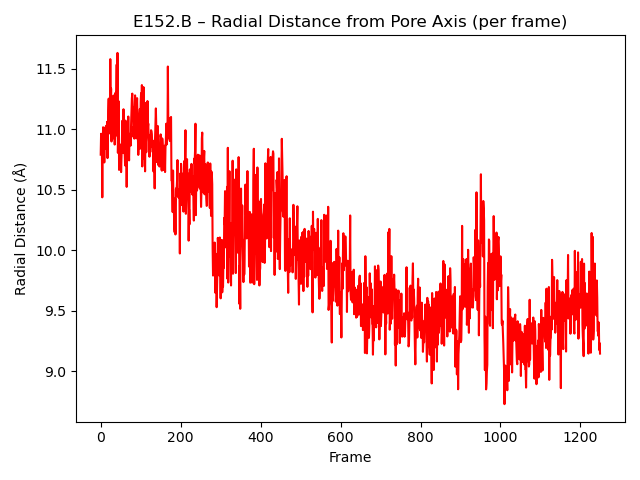 E152.B – Radial Distance from Pore Axis (per frame)
Radial Distance (Å)
11.5
11.0
10.5
10.0
9.5
9.0
0 200 400 600 800 1000 1200
Frame